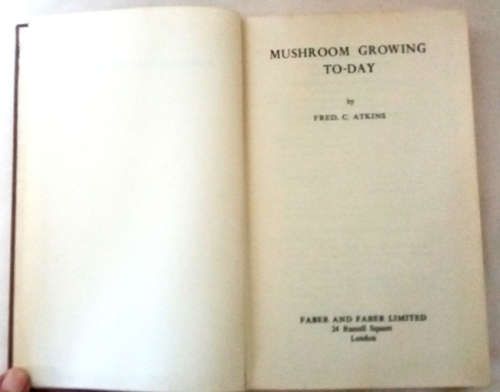 MUSHROOM GROWING
TO-DAY
by
FRED. C. ATKINS
FABER AND FABER LIMITED
24 Russell Square
London